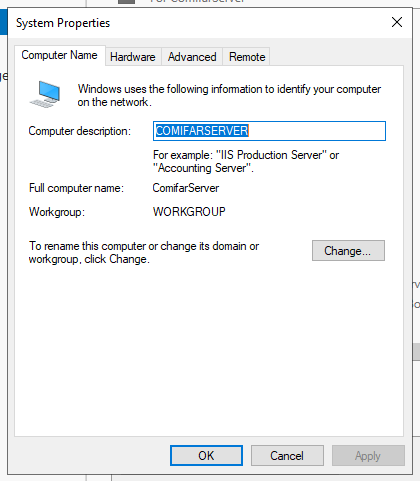 For ComifarServer
System Properties
Computer Name
Hardware
Advanced
Remote
Windows uses the following information to identify your computer
on the network.
Computer description:
COMIFARSERVER
For example: "IIS Production Server" or
"Accounting Server".
Full computer name:
ComifarServer
Workgroup:
WORKGROUP
To rename this computer or change its domain or
workgroup, click Change.
Change...
OK
Cancel
Apply